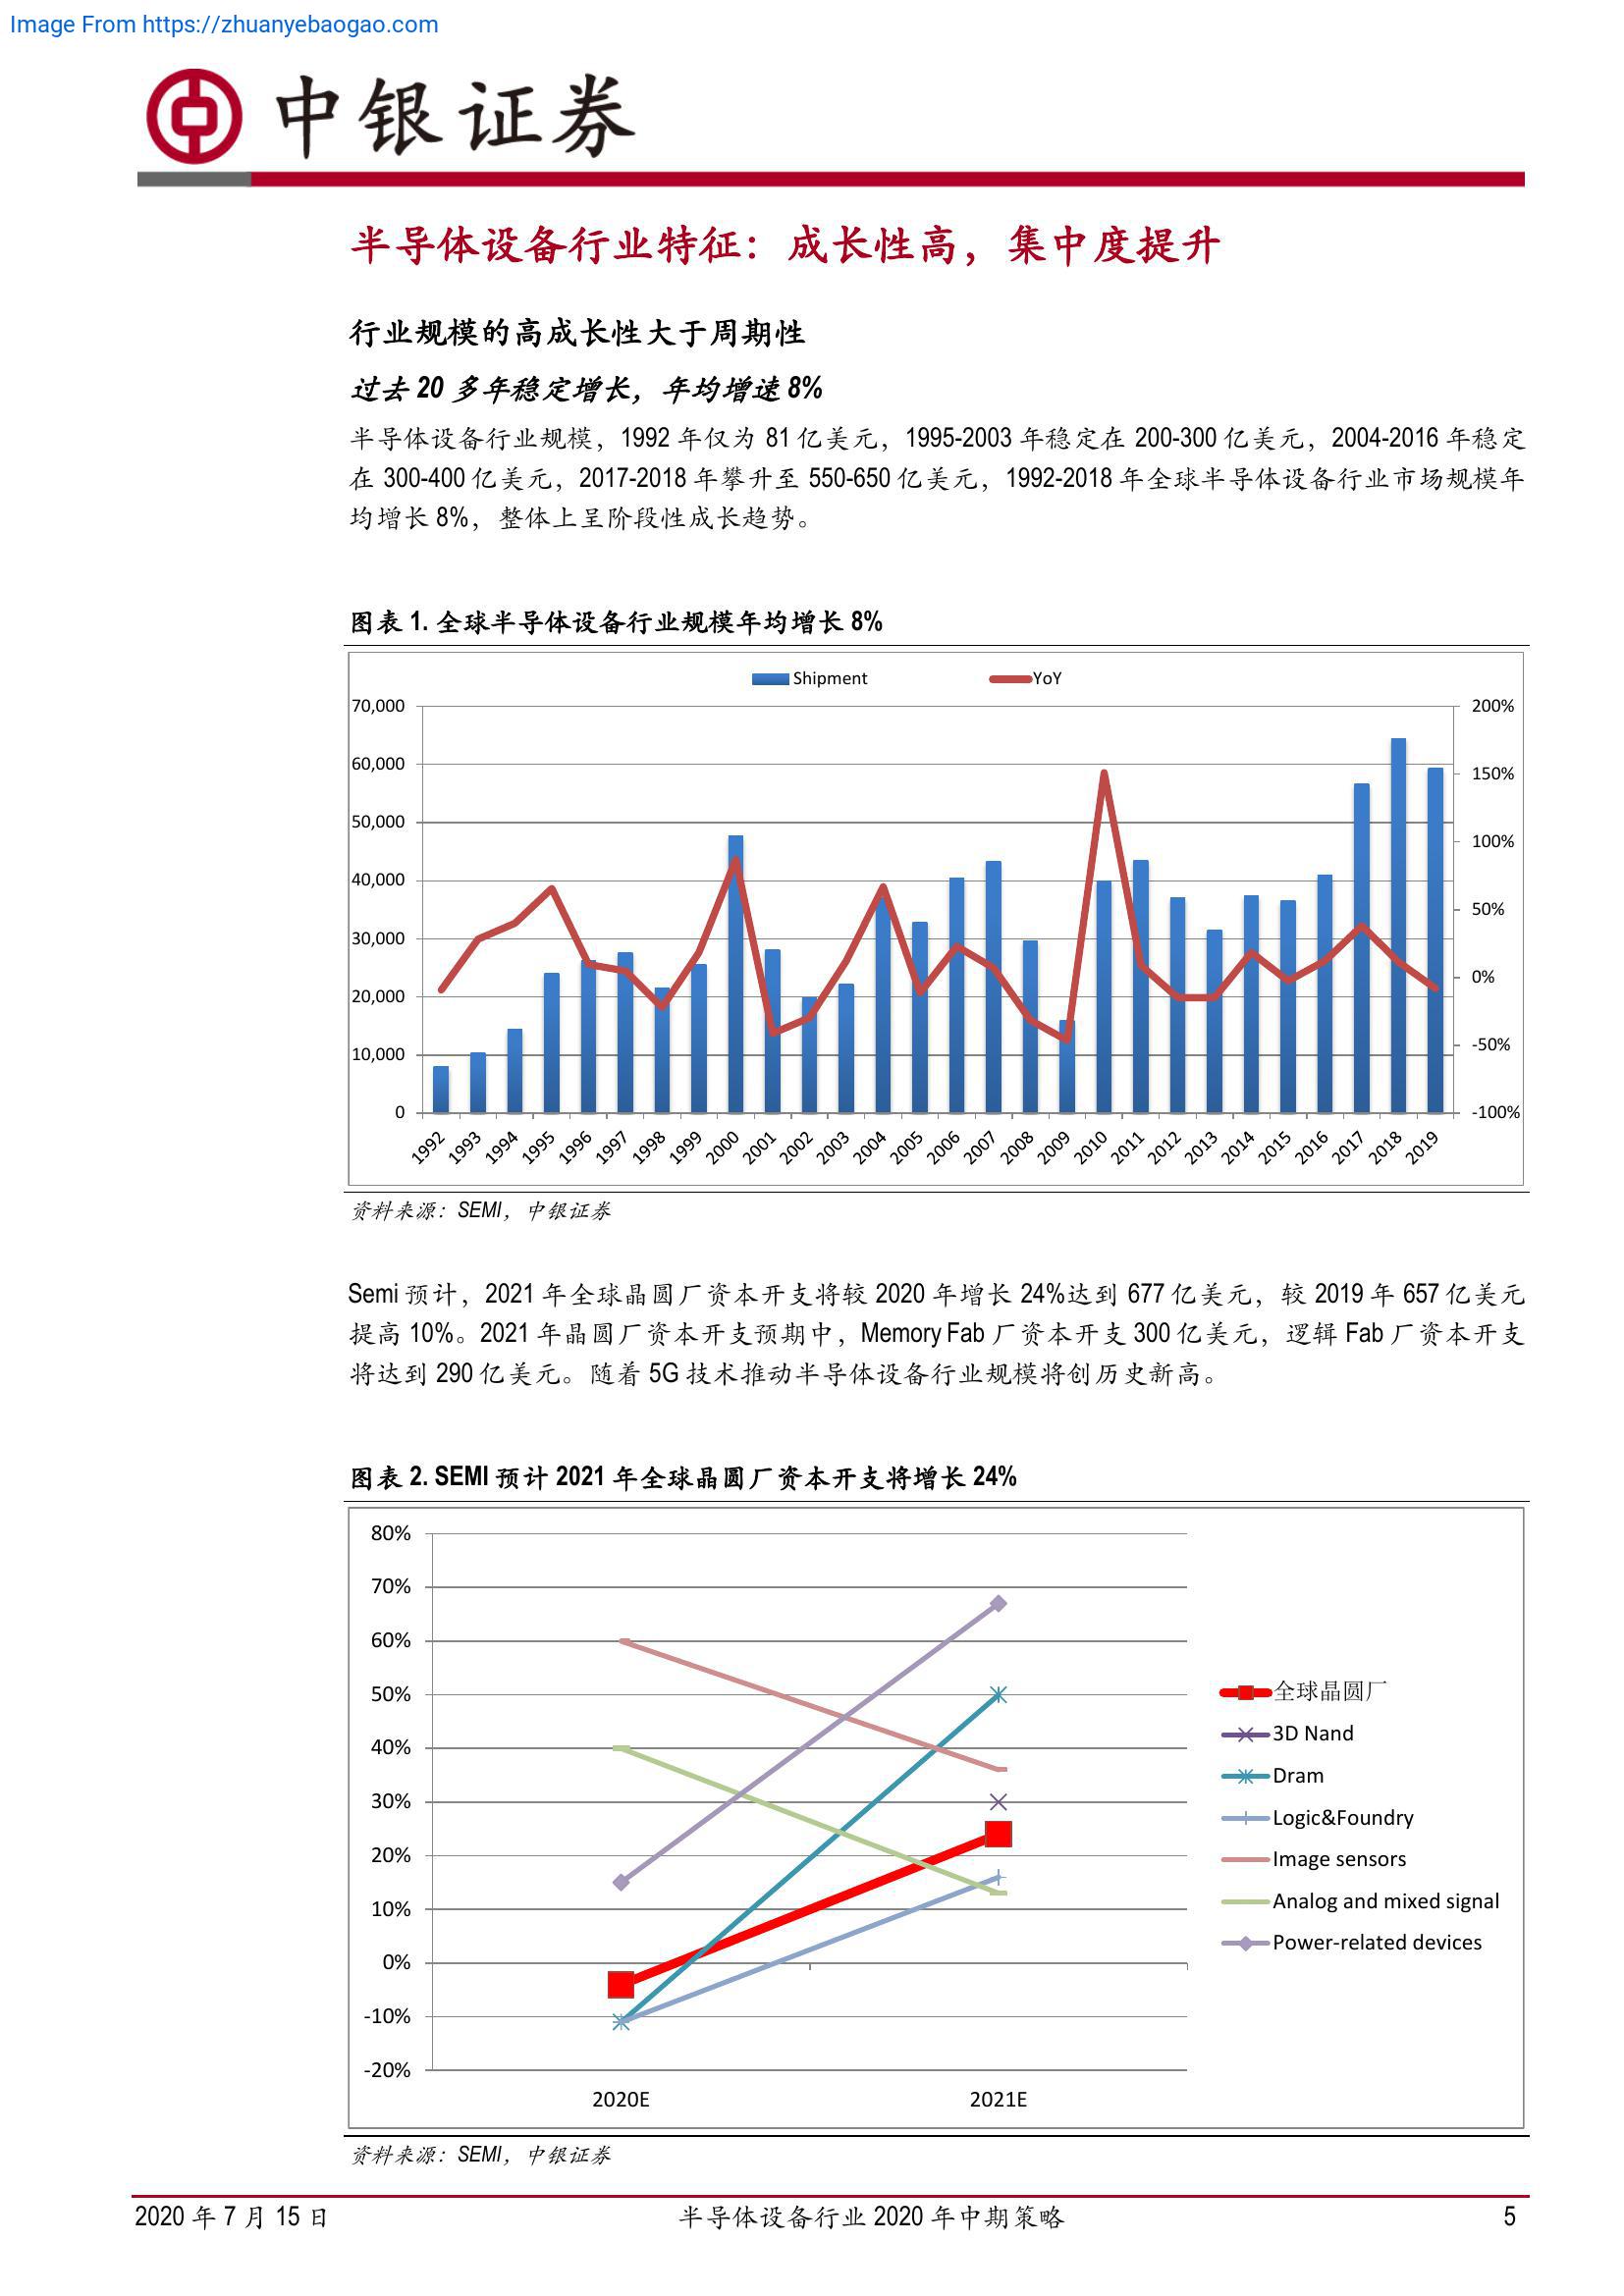 Image From https://zhuanyebaogao.com
中银证券
半导体设备行业特征：成长性高，集中度提升
行业规模的高成长性大于周期性
过去 20 多年稳定增长，年均增速 8%
半导体设备行业规模，1992 年仅为 81 亿美元，1995-2003 年稳定在 200-300 亿美元，2004-2016 年稳定
在 300-400 亿美元，2017-2018 年攀升至 550-650 亿美元，1992-2018 年全球半导体设备行业市场规模年
均增长 8%，整体上呈阶段性成长趋势。
图表 1. 全球半导体设备行业规模年均增长 8%
Shipment YoY
70,000 200%
60,000 150%
50,000 100%
40,000 50%
30,000 0%
20,000 -50%
10,000 -100%
0
1992 1993 1994 1995 1996 1997 1998 1999 2000 2001 2002 2003 2004 2005 2006 2007 2008 2009 2010 2011 2012 2013 2014 2015 2016 2017 2018 2019
资料来源：SEMI，中银证券
Semi 预计，2021 年全球晶圆厂资本开支将较 2020 年增长 24%达到 677 亿美元，较 2019 年 657 亿美元
提高 10%。2021 年晶圆厂资本开支预期中，Memory Fab 厂资本开支 300 亿美元，逻辑 Fab 厂资本开支
将达到 290 亿美元。随着 5G 技术推动半导体设备行业规模将创历史新高。
图表 2. SEMI 预计 2021 年全球晶圆厂资本开支将增长 24%
80%
70%
60%
50%
40%
30%
20%
10%
0%
-10%
-20%
2020E 2021E
全球晶圆厂
3D Nand
Dram
Logic&Foundry
Image sensors
Analog and mixed signal
Power-related devices
资料来源：SEMI，中银证券
2020 年 7 月 15 日 半导体设备行业 2020 年中期策略 5